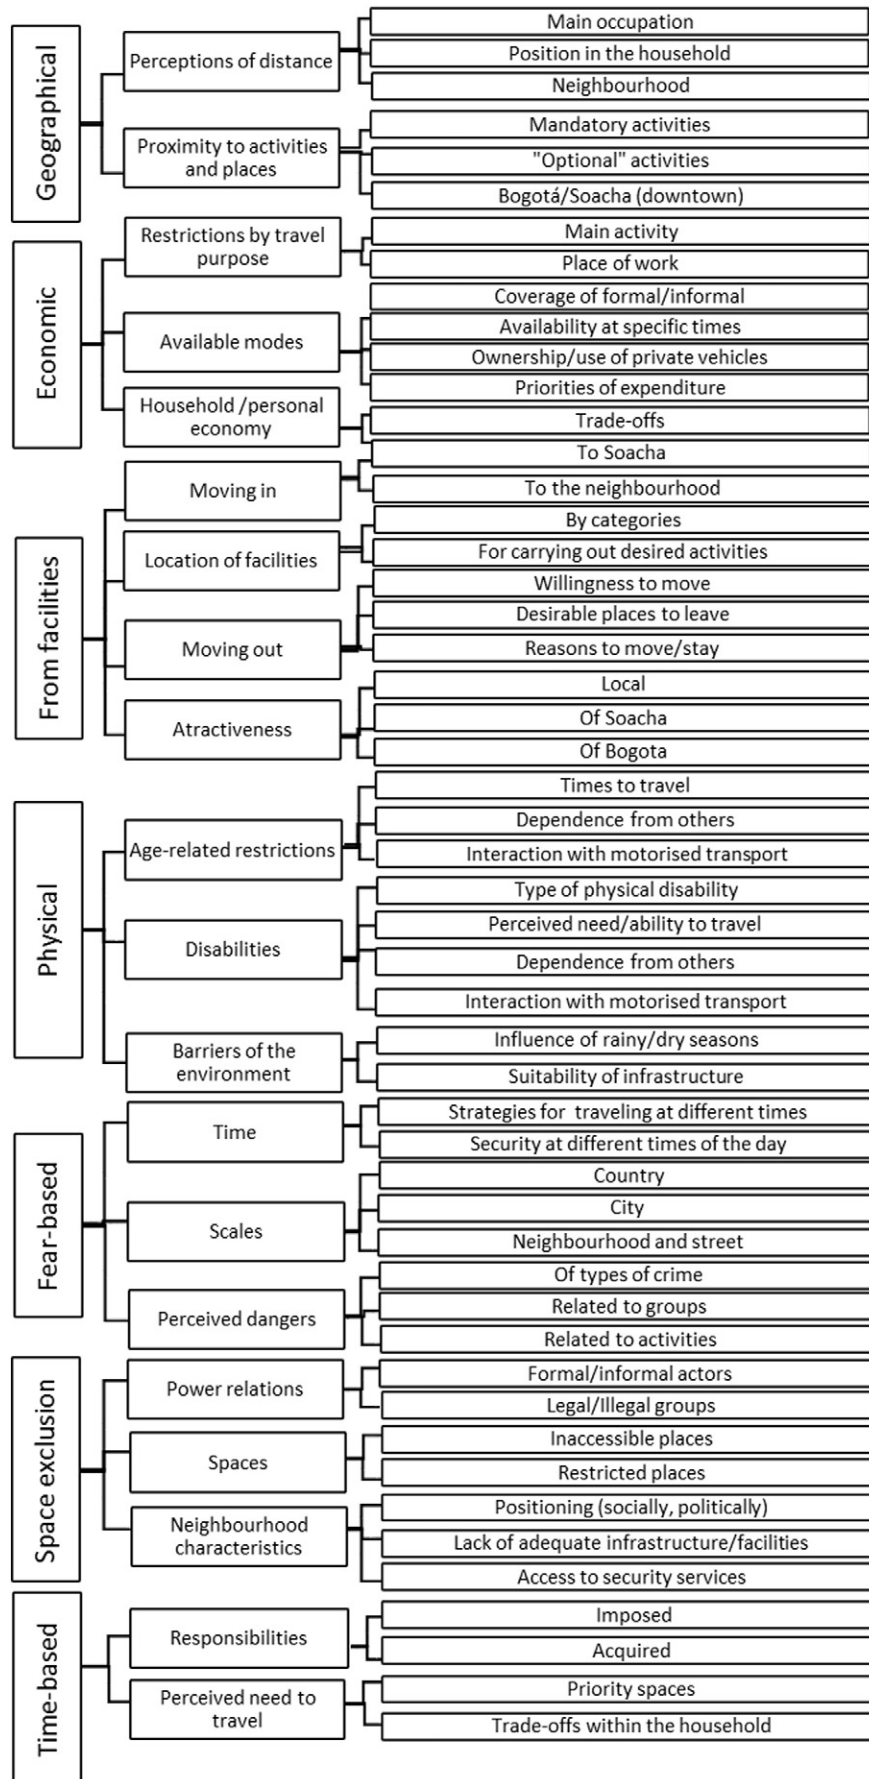 Geographical
Perceptions of distance
Main occupation
Position in the household
Neighbourhood
Proximity to activities
and places
Mandatory activities
"Optional" activities
Bogotá/Soacha (downtown)
Economic
Restrictions by travel
purpose
Main activity
Place of work
Available modes
Coverage of formal/informal
Availability at specific times
Ownership/use of private vehicles
Priorities of expenditure
Household /personal
economy
Trade-offs
From facilities
Moving in
To Soacha
To the neighbourhood
Location of facilities
By categories
For carrying out desired activities
Moving out
Willingness to move
Desirable places to leave
Reasons to move/stay
Atractiveness
Local
Of Soacha
Of Bogota
Physical
Age-related restrictions
Times to travel
Dependence from others
Interaction with motorised transport
Disabilities
Type of physical disability
Perceived need/ability to travel
Dependence from others
Interaction with motorised transport
Barriers of the
environment
Influence of rainy/dry seasons
Suitability of infrastructure
Fear-based
Time
Strategies for traveling at different times
Security at different times of the day
Scales
Country
City
Neighbourhood and street
Perceived dangers
Of types of crime
Related to groups
Related to activities
Space exclusion
Power relations
Formal/informal actors
Legal/Illegal groups
Spaces
Inaccessible places
Restricted places
Neighbourhood
characteristics
Positioning (socially, politically)
Lack of adequate infrastructure/facilities
Access to security services
Time-based
Responsibilities
Imposed
Acquired
Perceived need to
travel
Priority spaces
Trade-offs within the household